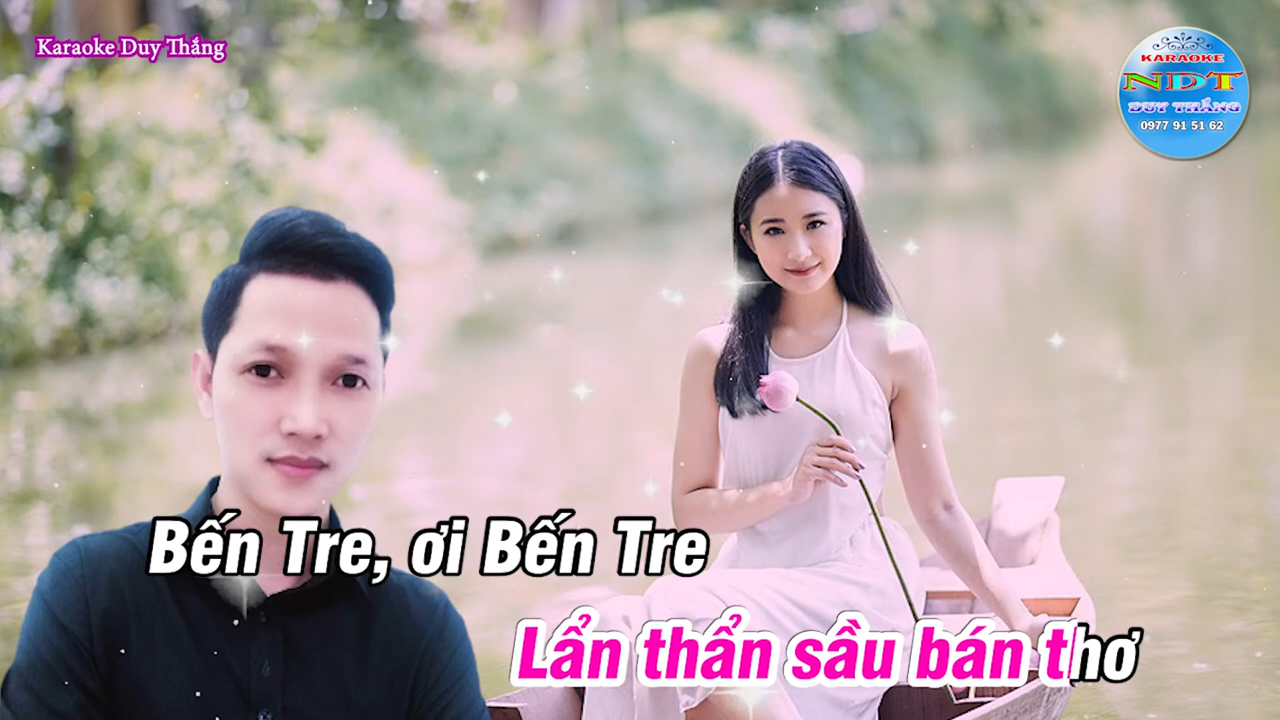 Karaoke Duy Thắng
KARAOKE
NDT
DUY THẮNG
0977 91 51 62
Bến Tre, ơi Bến Tre
Lẩn thẩn sầu bán thơ